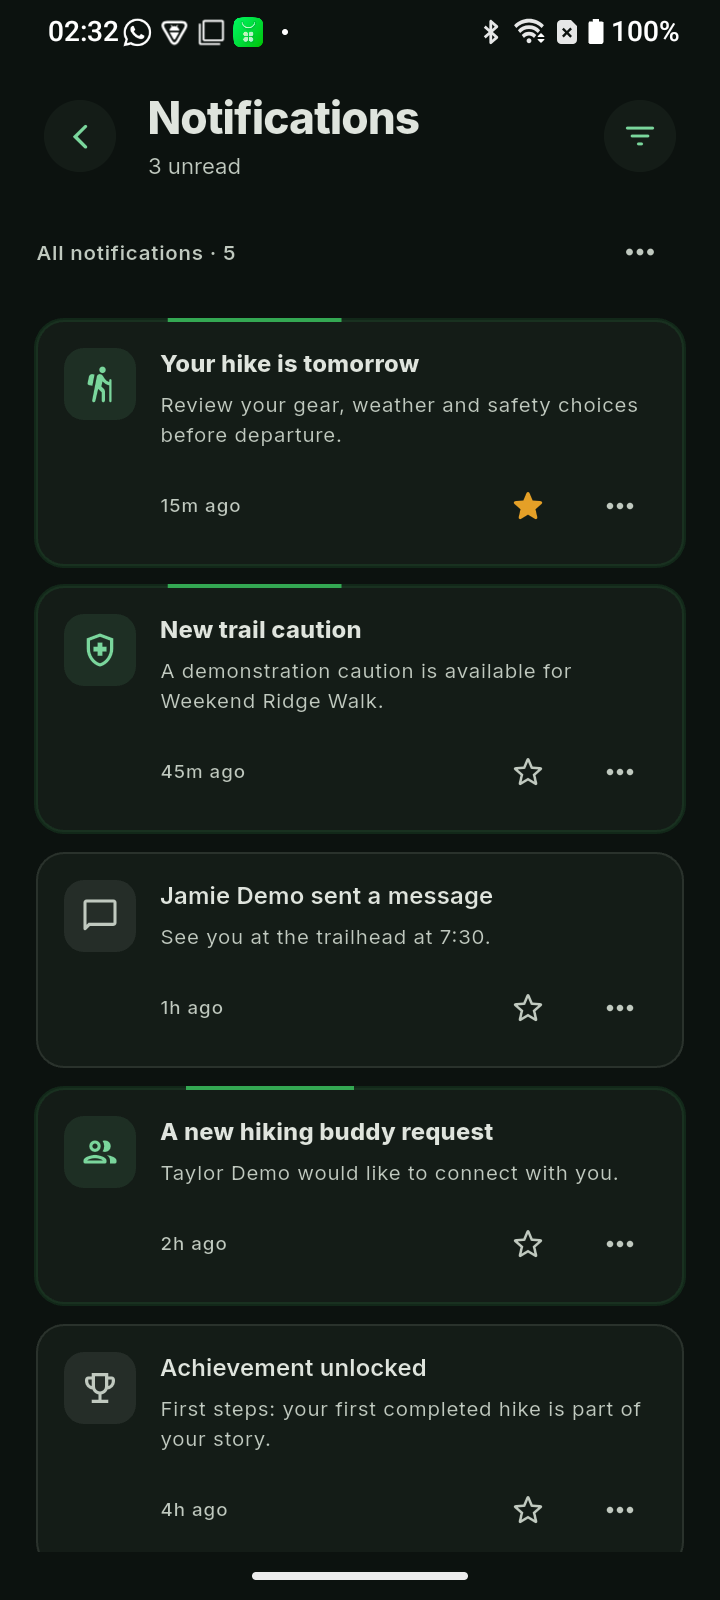 02:32
100%
Notifications
3 unread
All notifications · 5
Your hike is tomorrow
Review your gear, weather and safety choices
before departure.
15m ago
New trail caution
A demonstration caution is available for
Weekend Ridge Walk.
45m ago
Jamie Demo sent a message
See you at the trailhead at 7:30.
1h ago
A new hiking buddy request
Taylor Demo would like to connect with you.
2h ago
Achievement unlocked
First steps: your first completed hike is part of
your story.
4h ago